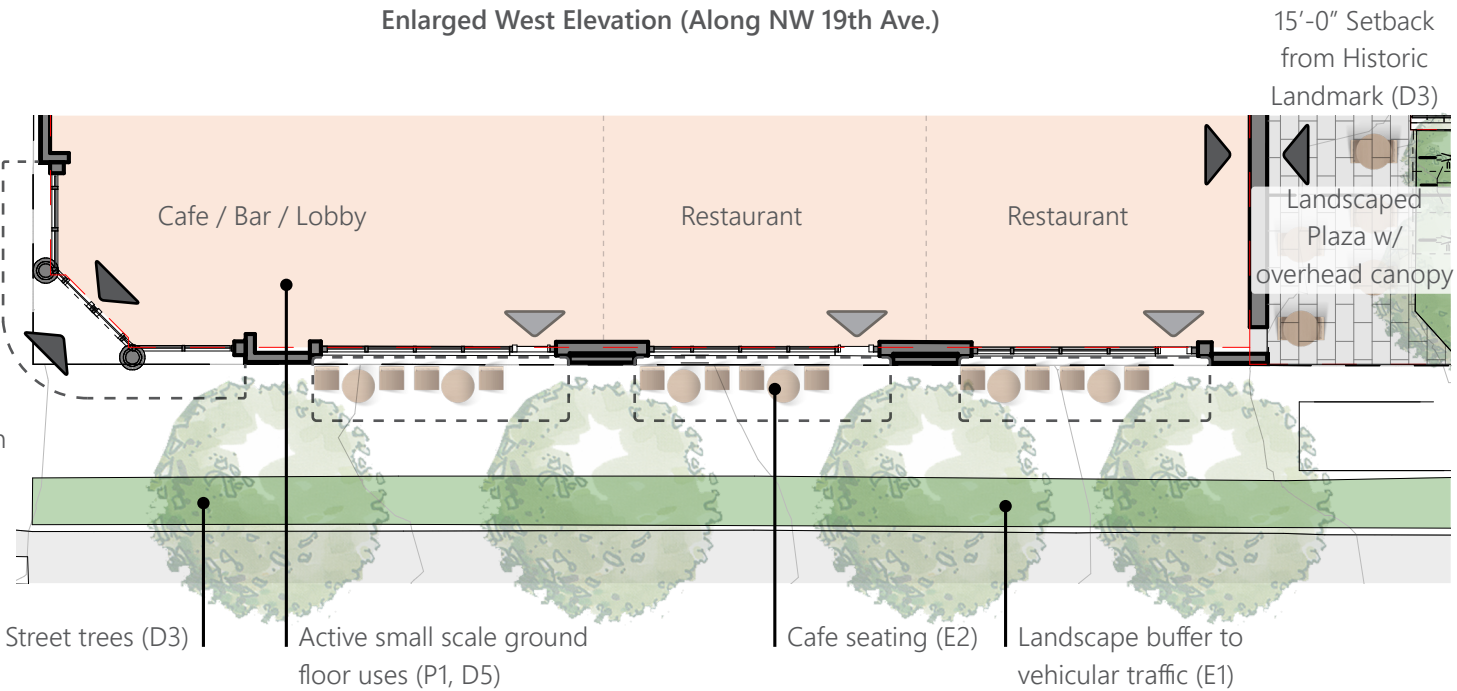 Enlarged West Elevation (Along NW 19th Ave.)
15’-0” Setback
from Historic
Landmark (D3)
Cafe / Bar / Lobby
Restaurant
Restaurant
Landscaped
Plaza w/
overhead canopy
Street trees (D3)
Active small scale ground
floor uses (P1, D5)
Cafe seating (E2)
Landscape buffer to
vehicular traffic (E1)